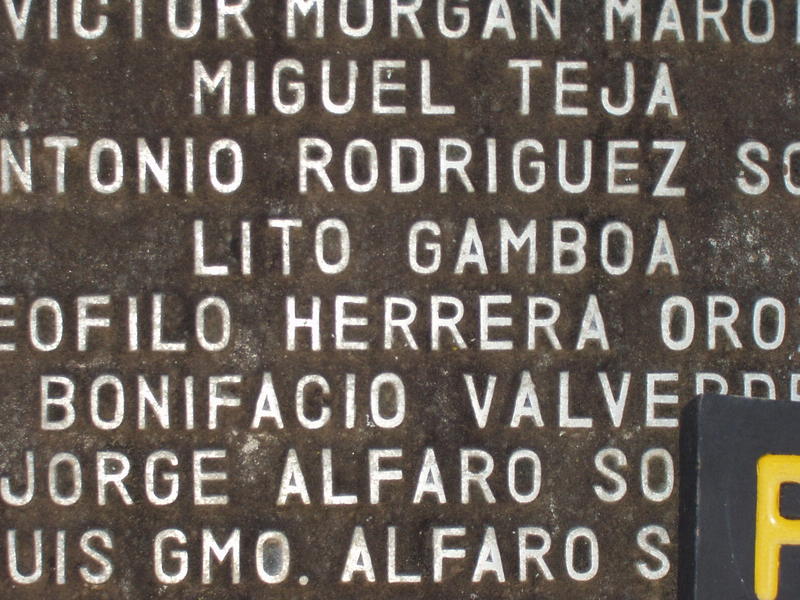 VICTOR MORGAN MARO
MIGUEL TEJA
NTONIO RODRIGUEZ SO
LITO GAMBOA
EOFILO HERRERA ORO
BONIFACIO VALVERDE
JORGE ALFARO SO
UIS GMO. ALFARO S